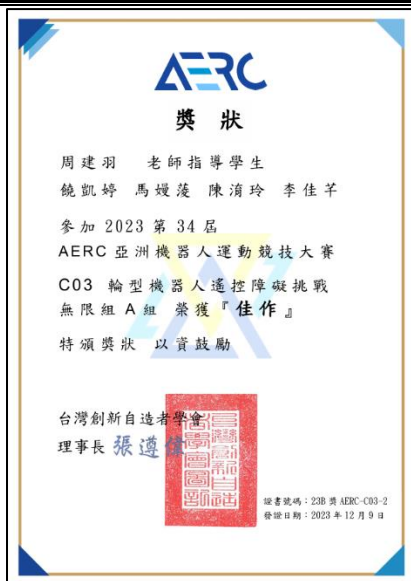 AERC
獎狀
周建羽 老師指導學生
饒凱婷 馬嫚蓤 陳淯玲 李佳芊
參加 2023 第 34 屆
AERC 亞洲機器人運動競技大賽
C03 輪型機器人遙控障礙挑戰
無限組 A 組 榮獲『佳作』
特頒獎狀 以資鼓勵
台灣創新自造者學會
理事長 張遵偉
證書號碼：23B 獎 AERC-C03-2
發證日期：2023 年 12 月 9 日